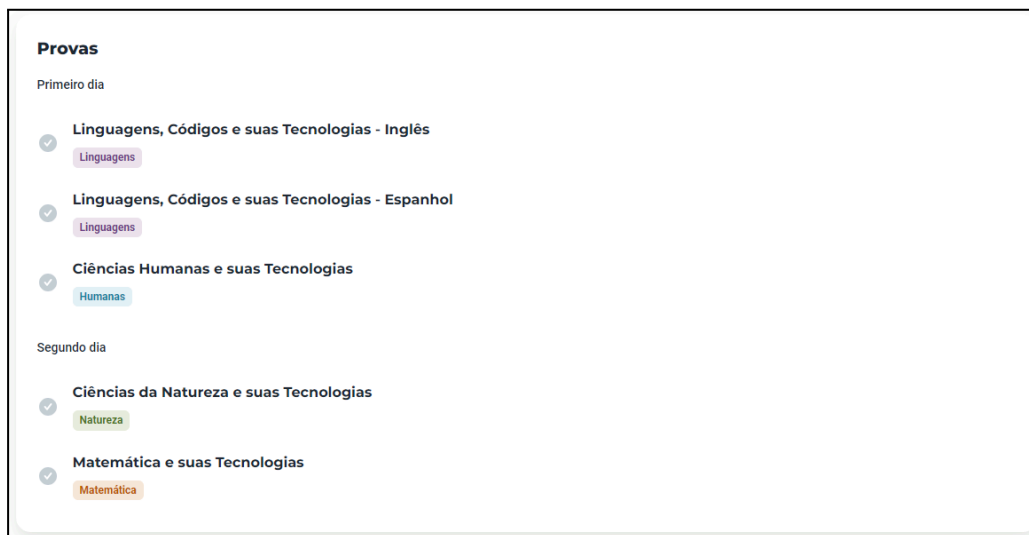 Provas
Primeiro dia
Linguagens, Códigos e suas Tecnologias - Inglês
Linguagens
Linguagens, Códigos e suas Tecnologias - Espanhol
Linguagens
Ciências Humanas e suas Tecnologias
Humanas
Segundo dia
Ciências da Natureza e suas Tecnologias
Natureza
Matemática e suas Tecnologias
Matemática